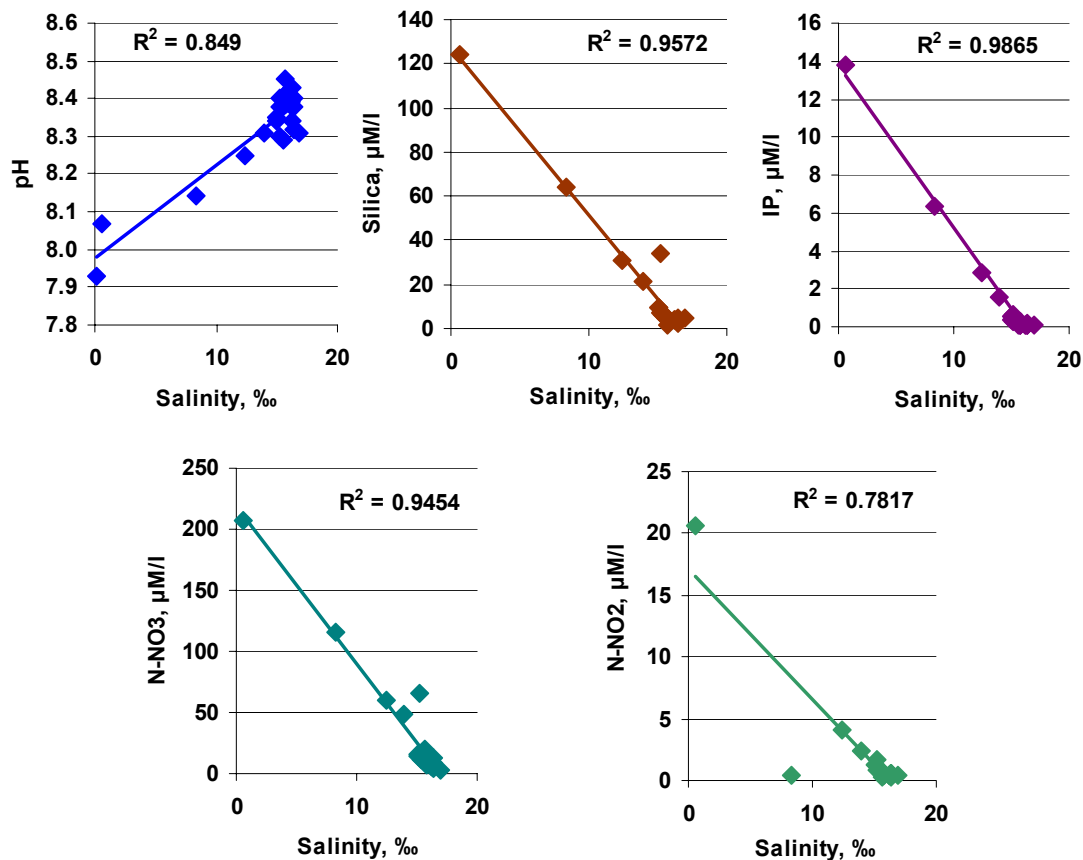 R² = 0.849
pH
8.6
8.5
8.4
8.3
8.2
8.1
8.0
7.9
7.8
0 10 20
Salinity, ‰
R² = 0.9572
Silica, µM/l
140
120
100
80
60
40
20
0
0 10 20
Salinity, ‰
R² = 0.9865
IP, µM/l
16
14
12
10
8
6
4
2
0
0 10 20
Salinity, ‰
R² = 0.9454
N-NO3, µM/l
250
200
150
100
50
0
0 10 20
Salinity, ‰
R² = 0.7817
N-NO2, µM/l
25
20
15
10
5
0
0 10 20
Salinity, ‰